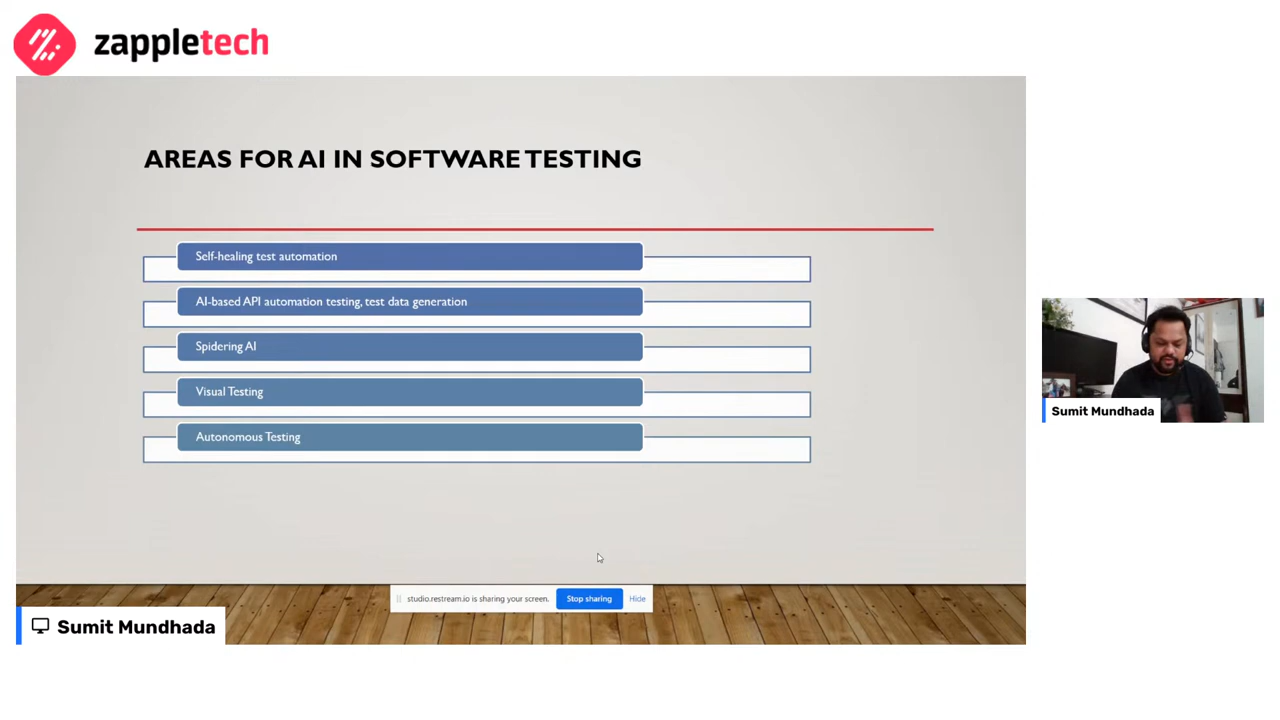 zappletech
AREAS FOR AI IN SOFTWARE TESTING
Self-healing test automation
AI-based API automation testing, test data generation
Spidering AI
Visual Testing
Autonomous Testing
Sumit Mundhada
studio.restream.io is sharing your screen. Stop sharing Hide
Sumit Mundhada